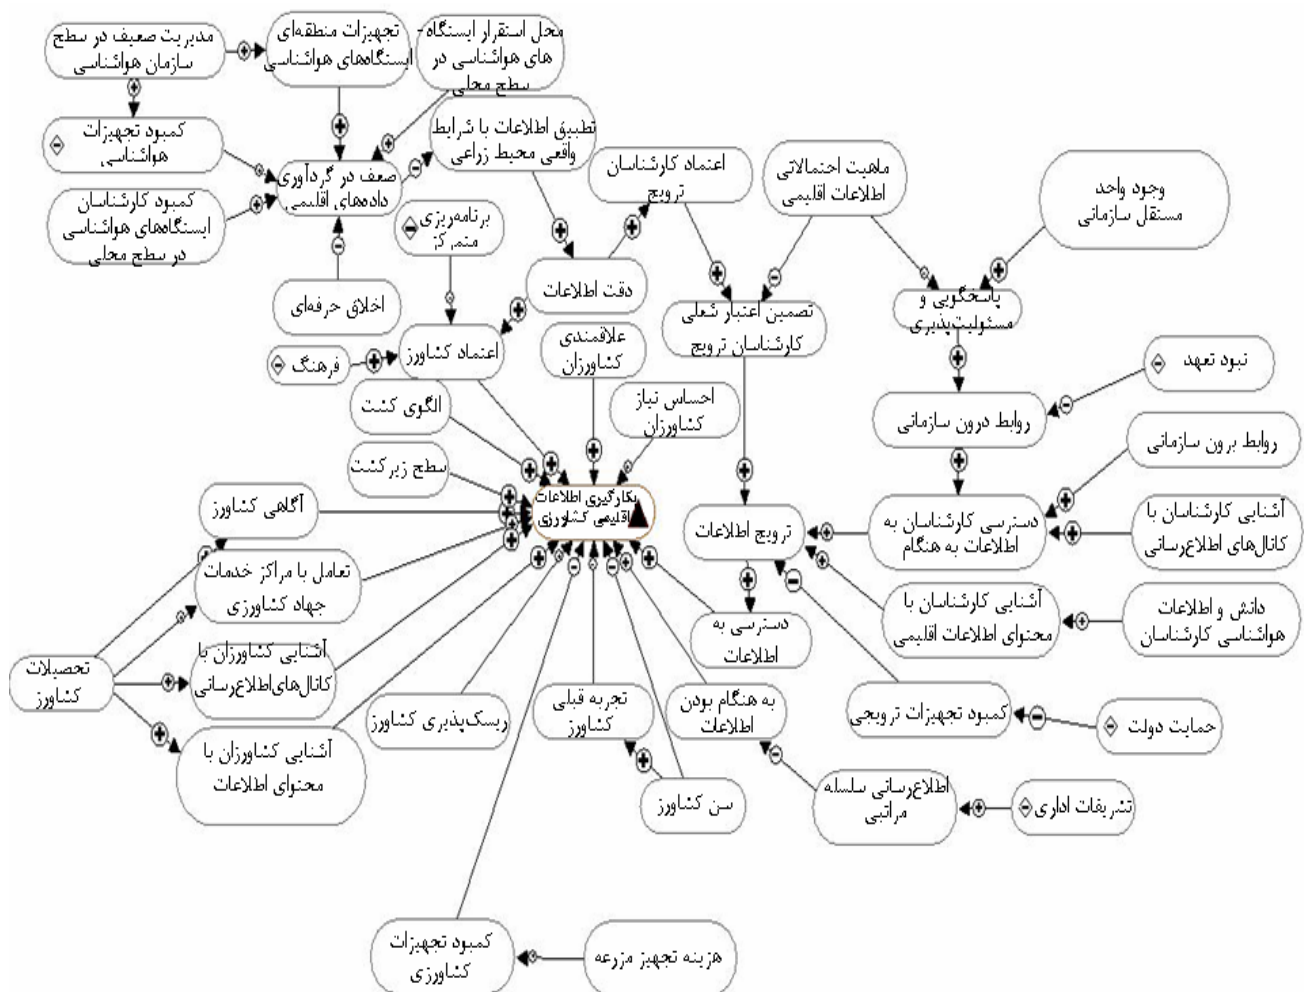 مدیریت ضعیف در سطح
سازمان هواشناسی
تجهیزات منطقه‌ای
ایستگاه‌های هواشناسی
محل استقرار ایستگاه-
های هواشناسی در
سطح محلی
کمبود تجهیزات
هواشناسی
ضعف در گردآوری
داده‌های اقلیمی
تطبیق اطلاعات با شرایط
واقعی محیط زراعی
اعتماد کارشناسان
ترویج
ماهیت احتمالاتی
اطلاعات اقلیمی
وجود واحد
مستقل سازمانی
کمبود کارشناسان
ایستگاه‌های هواشناسی
در سطح محلی
برنامه‌ریزی
متمرکز
اخلاق حرفه‌ای
دقت اطلاعات
تضمین اعتبار شغلی
کارشناسان ترویج
پاسخگویی و
مسئولیت‌پذیری
فرهنگ
اعتماد کشاورز
علاقمندی
کشاورزان
نبود تعهد
الگوی کشت
احساس نیاز
کشاورزان
روابط درون سازمانی
روابط برون سازمانی
سطح زیرکشت
بکارگیری اطلاعات
اقلیمی کشاورزی
آگاهی کشاورز
ترویج اطلاعات
دسترسی کارشناسان به
اطلاعات به هنگام
آشنایی کارشناسان با
کانال‌های اطلاع‌رسانی
تعامل با مراکز خدمات
جهاد کشاورزی
دسترسی به
اطلاعات
آشنایی کارشناسان با
محتوای اطلاعات اقلیمی
دانش و اطلاعات
هواشناسی کارشناسان
تحصیلات
کشاورز
آشنایی کشاورزان با
کانال‌های‌اطلاع‌رسانی
ریسک‌پذیری کشاورز
تجربه قبلی
کشاورز
به هنگام بودن
اطلاعات
کمبود تجهیزات ترویجی
حمایت دولت
آشنایی کشاورزان با
محتوای اطلاعات
سن کشاورز
اطلاع‌رسانی سلسله
مراتبی
تشریفات اداری
کمبود تجهیزات
کشاورزی
هزینه تجهیز مزرعه